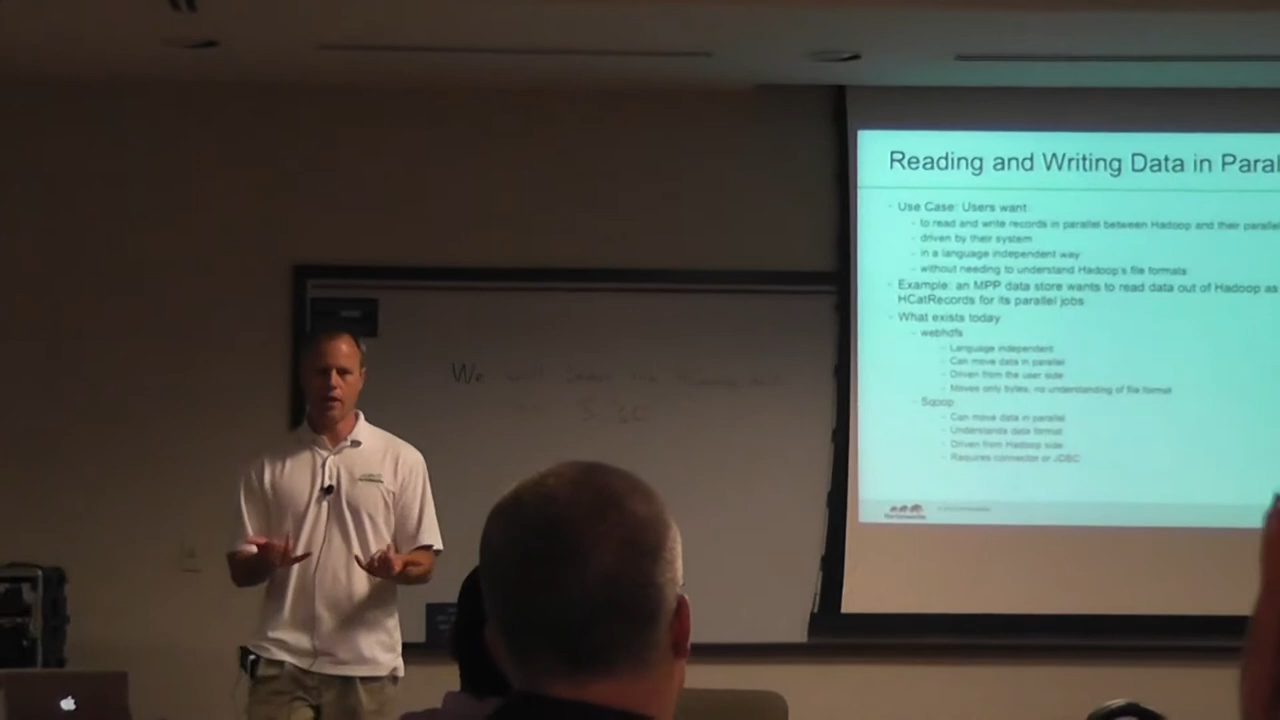 Reading and Writing Data in Paral
- Use Case: Users want
- to read and write records in parallel between Hadoop and their parallel
- driven by their system
- in a language independent way
- without needing to understand Hadoop's file formats
- Example: an MPP data store wants to read data out of Hadoop as
HCatRecords for its parallel jobs
- What exists today
- webhdfs
- Language independent
- Can move data in parallel
- Driven from the user side
- Moves only bytes, no understanding of file format
- Sqoop
- Can move data in parallel
- Understands data format
- Driven from Hadoop side
- Requires connector or JDBC
Hortonworks
We will